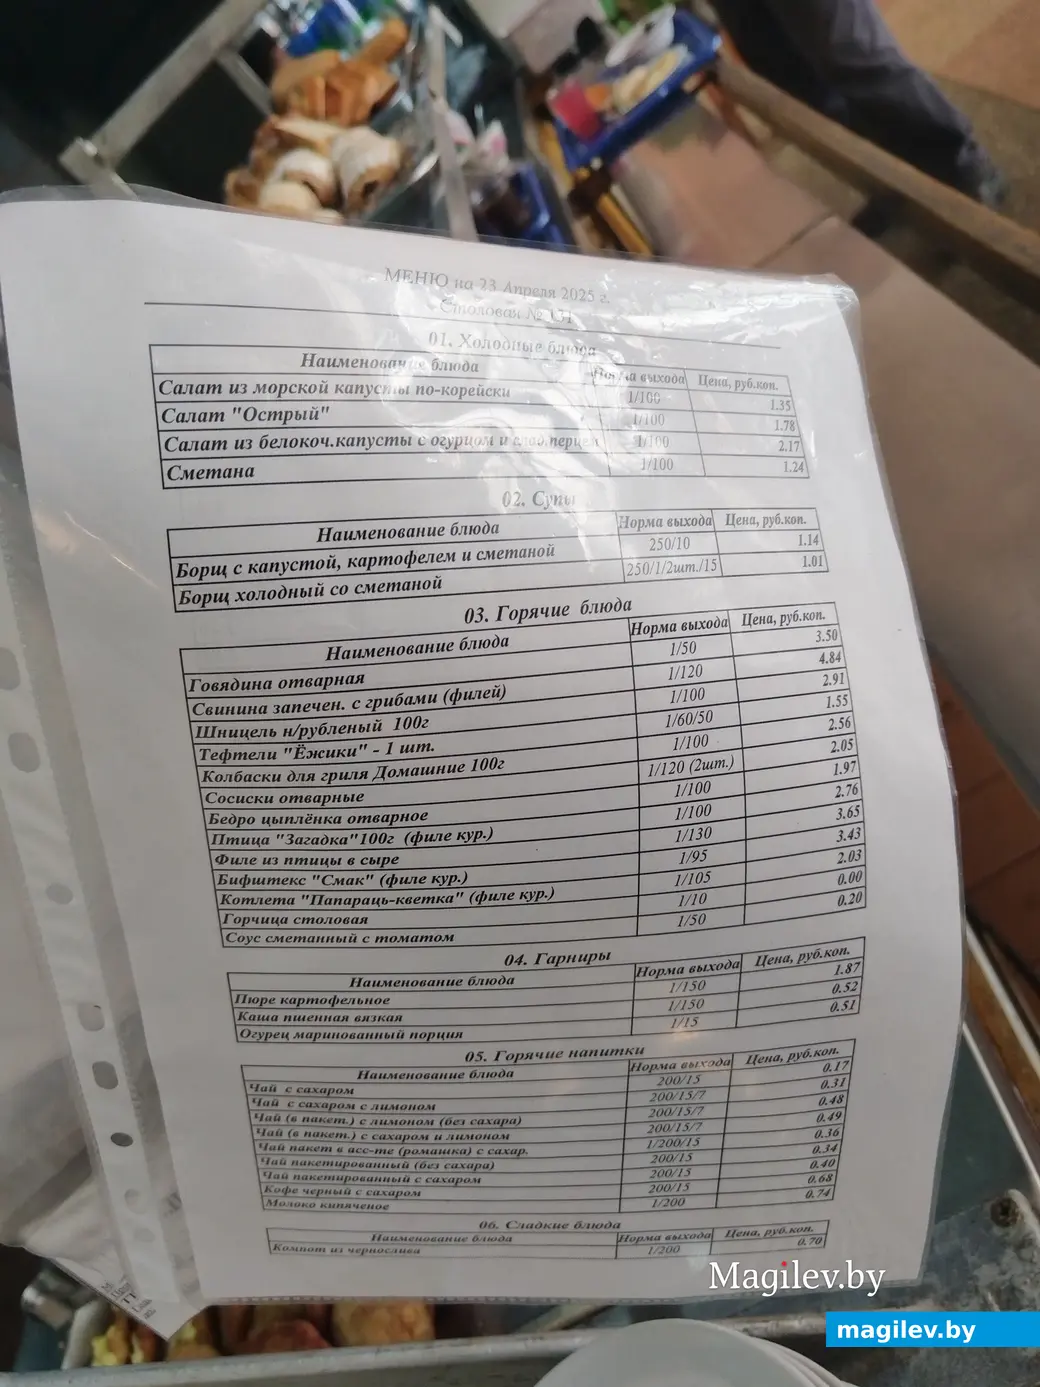 МЕНЮ на 23 Апреля 2025 г.
Столовая № 131
01. Холодные блюда
Наименование блюда Норма выхода Цена, руб.коп.
Салат из морской капусты по-корейски 1/100 1.35
Салат "Острый" 1/100 1.78
Салат из белокоч.капусты с огурцом и 1/100 2.17
Сметана 1/100 1.24
02. Супы
Наименование блюда Норма выхода Цена, руб.коп.
Борщ с капустой, картофелем и сметаной 250/10 1.14
Борщ холодный со сметаной 250/1/2шт./15 1.01
03. Горячие блюда
Наименование блюда Норма выхода Цена, руб.коп.
Говядина отварная 1/50 3.50
Свинина запечен. с грибами (филей) 1/120 4.84
Шницель н/рубленый 100г 1/100 2.91
Тефтели "Ёжики" - 1 шт. 1/60/50 1.55
Колбаски для гриля Домашние 100г 1/100 2.56
Сосиски отварные 1/120 (2шт.) 2.05
Бедро цыплёнка отварное 1/100 1.97
Птица "Загадка"100г (филе кур.) 1/100 2.76
Филе из птицы в сыре 1/130 3.65
Бифштекс "Смак" (филе кур.) 1/95 3.43
Котлета "Папараць-кветка" (филе кур.) 1/105 2.03
Горчица столовая 1/10 0.00
Соус сметанный с томатом 1/50 0.20
04. Гарниры
Наименование блюда Норма выхода Цена, руб.коп.
Пюре картофельное 1/150 1.87
Каша пшенная вязкая 1/150 0.52
Огурец маринованный порция 1/15 0.51
05. Горячие напитки
Наименование блюда Норма выхода Цена, руб.коп.
Чай с сахаром 200/15 0.17
Чай с сахаром с лимоном 200/15/7 0.31
Чай (в пакет.) с лимоном (без сахара) 200/15/7 0.48
Чай (в пакет.) с сахаром и лимоном 200/15/7 0.49
Чай пакет в асс-те (ромашка) с сахар. 1/200/15 0.36
Чай пакетированный (без сахара) 200/15 0.34
Чай пакетированный с сахаром 200/15 0.40
Кофе черный с сахаром 200/15 0.68
Молоко кипяченое 1/200 0.74
06. Сладкие блюда
Наименование блюда Норма выхода Цена, руб.коп.
Компот из чернослива 1/200 0.70
Magilev.by
magilev.by